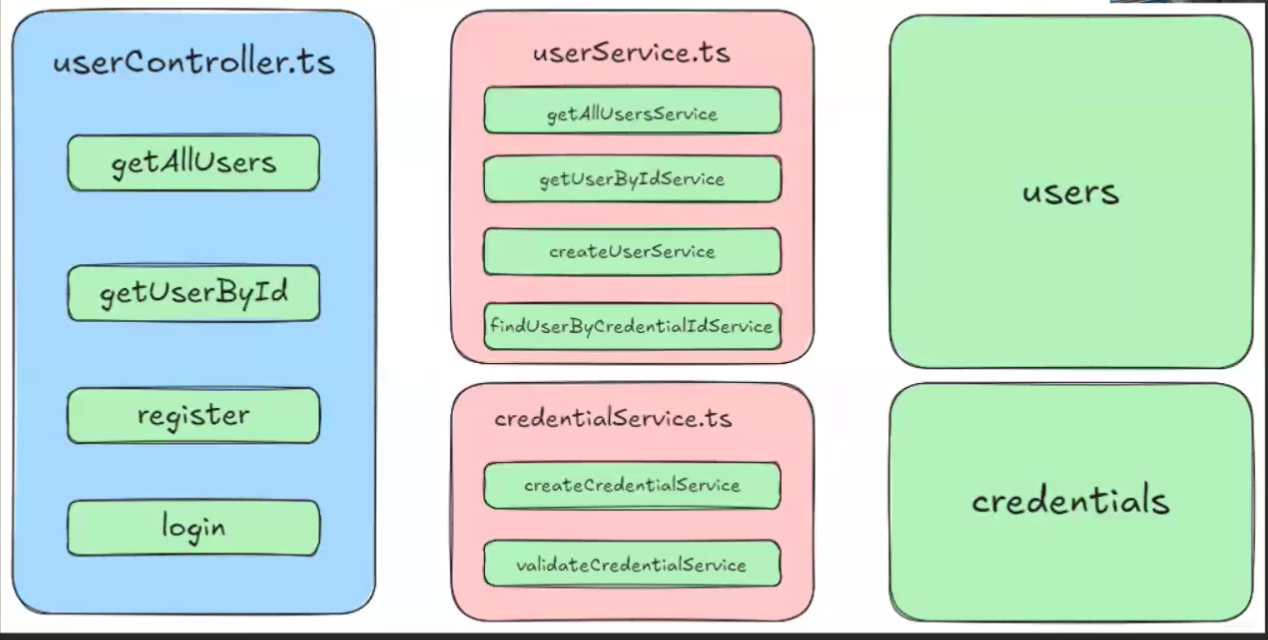 userController.ts
getAllUsers
getUserById
register
login
userService.ts
getAllUsersService
getUserByIdService
createUserService
findUserByCredentialIdService
credentialService.ts
createCredentialService
validateCredentialService
users
credentials